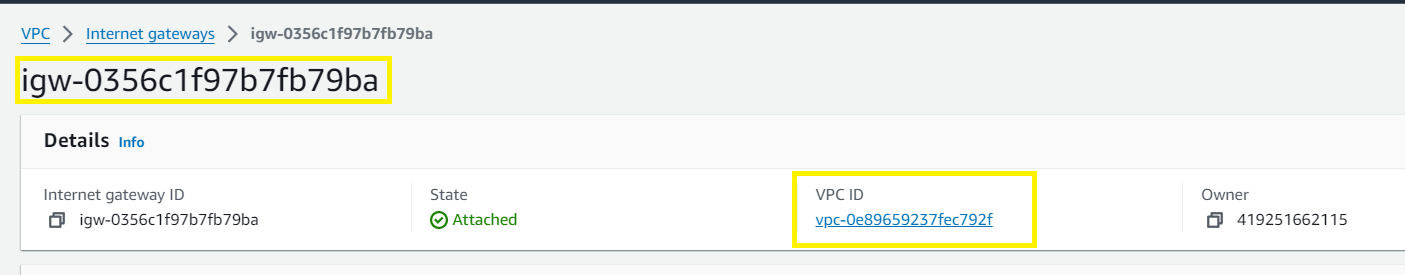 VPC > Internet gateways > igw-0356c1f97b7fb79ba
igw-0356c1f97b7fb79ba
Details Info
Internet gateway ID
igw-0356c1f97b7fb79ba
State
Attached
VPC ID
vpc-0e89659237fec792f
Owner
419251662115